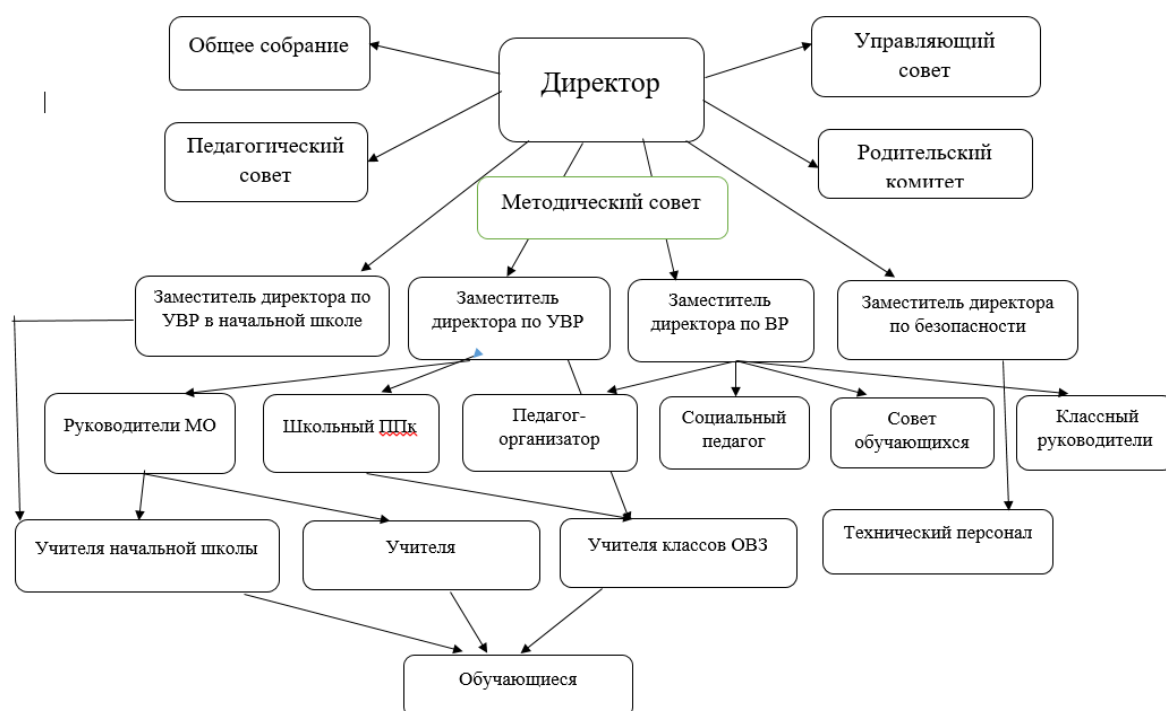 Общее собрание
Директор
Управляющий
совет
Педагогический
совет
Родительский
комитет
Методический совет
Заместитель директора по
УВР в начальной школе
Заместитель
директора по УВР
Заместитель
директора по ВР
Заместитель директора
по безопасности
Руководители МО
Школьный ППк
Педагог-
организатор
Социальный
педагог
Совет
обучающихся
Классный
руководители
Учителя начальной школы
Учителя
Учителя классов ОВЗ
Технический персонал
Обучающиеся